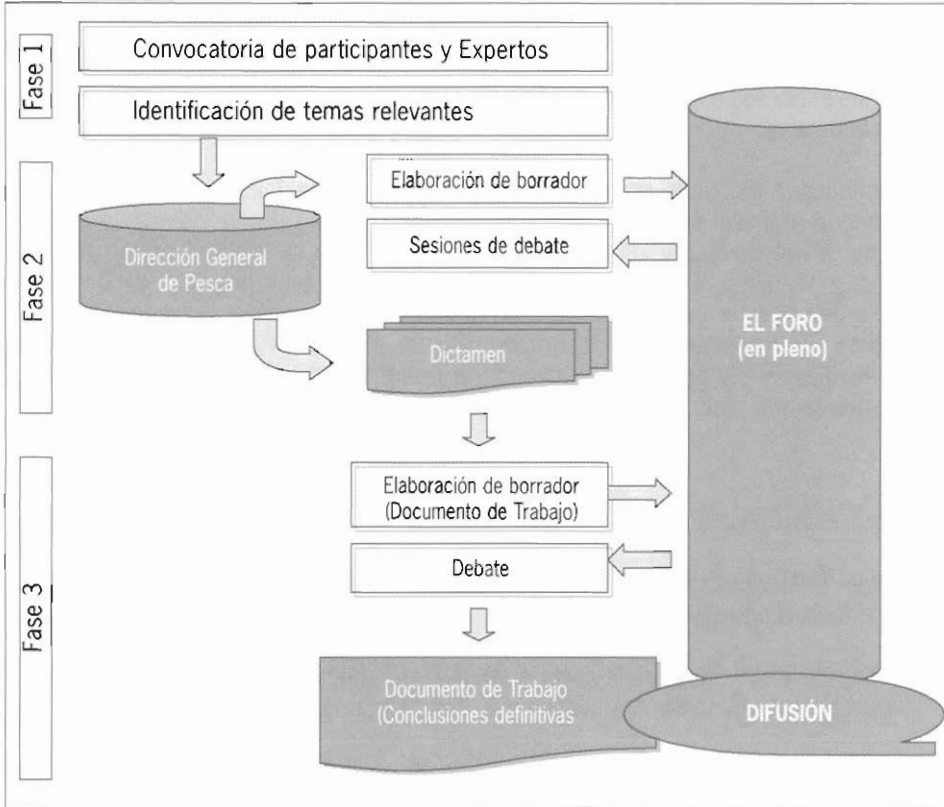 Fase 1
Convocatoria de participantes y Expertos
Identificación de temas relevantes
Fase 2
Dirección General
de Pesca
Elaboración de borrador
Sesiones de debate
Dictamen
EL FORO
(en pleno)
Fase 3
Elaboración de borrador
(Documento de Trabajo)
Debate
Documento de Trabajo
(Conclusiones definitivas
DIFUSIÓN